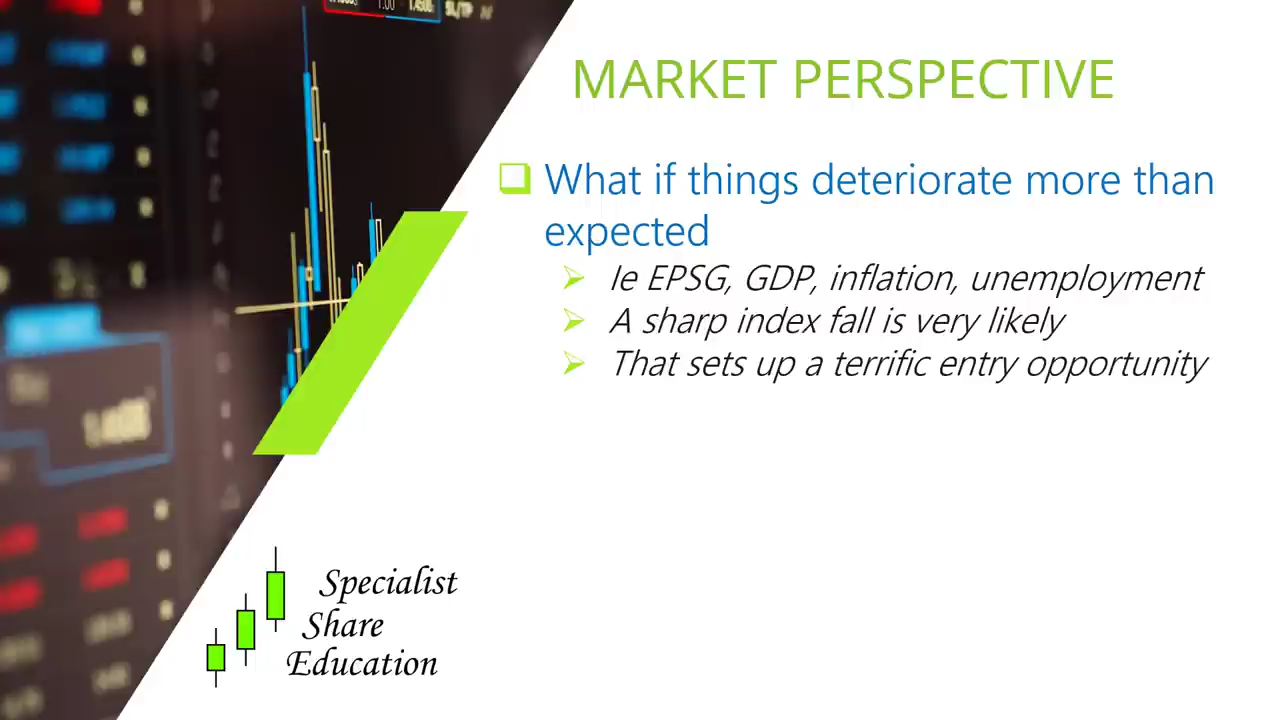 MARKET PERSPECTIVE
What if things deteriorate more than
expected
Ie EPSG, GDP, inflation, unemployment
A sharp index fall is very likely
That sets up a terrific entry opportunity
Specialist
Share
Education